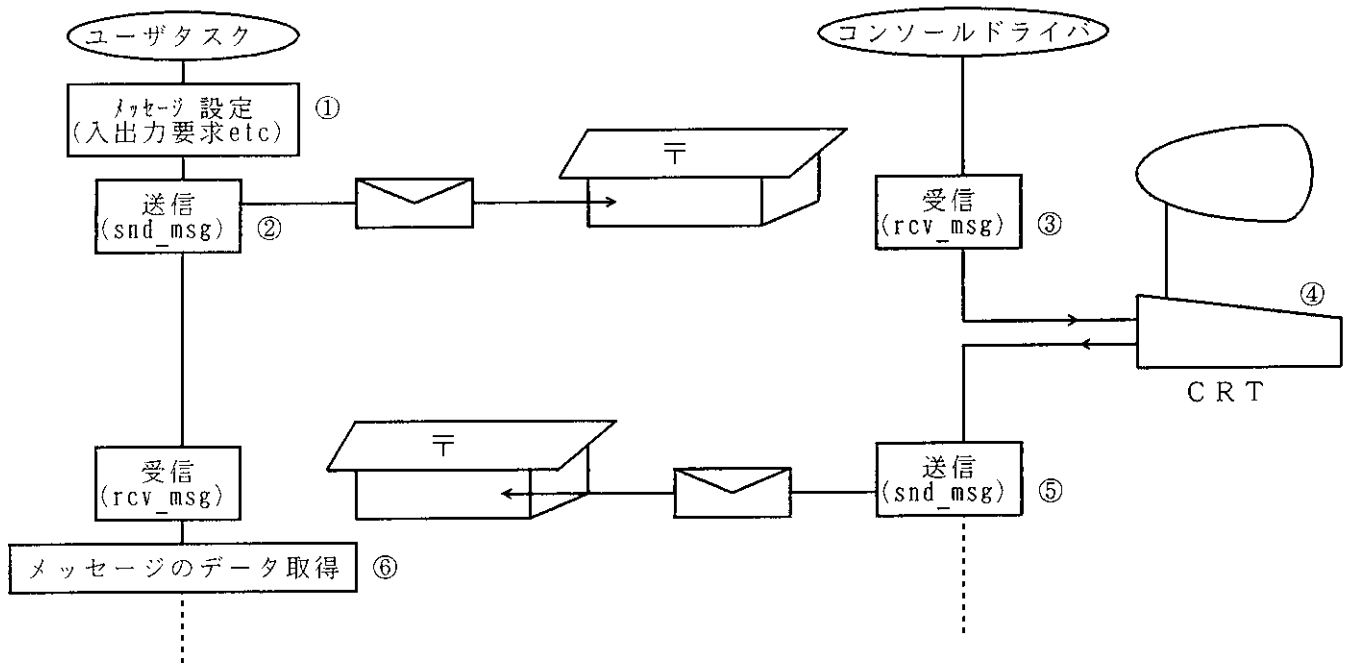 ユーザタスク
コンソールドライバ
メッセージ 設定
(入出力要求etc)
①
〒
送信
(snd_msg)
②
受信
(rcv_msg)
③
④
CRT
〒
受信
(rcv_msg)
送信
(snd_msg)
⑤
メッセージのデータ取得
⑥